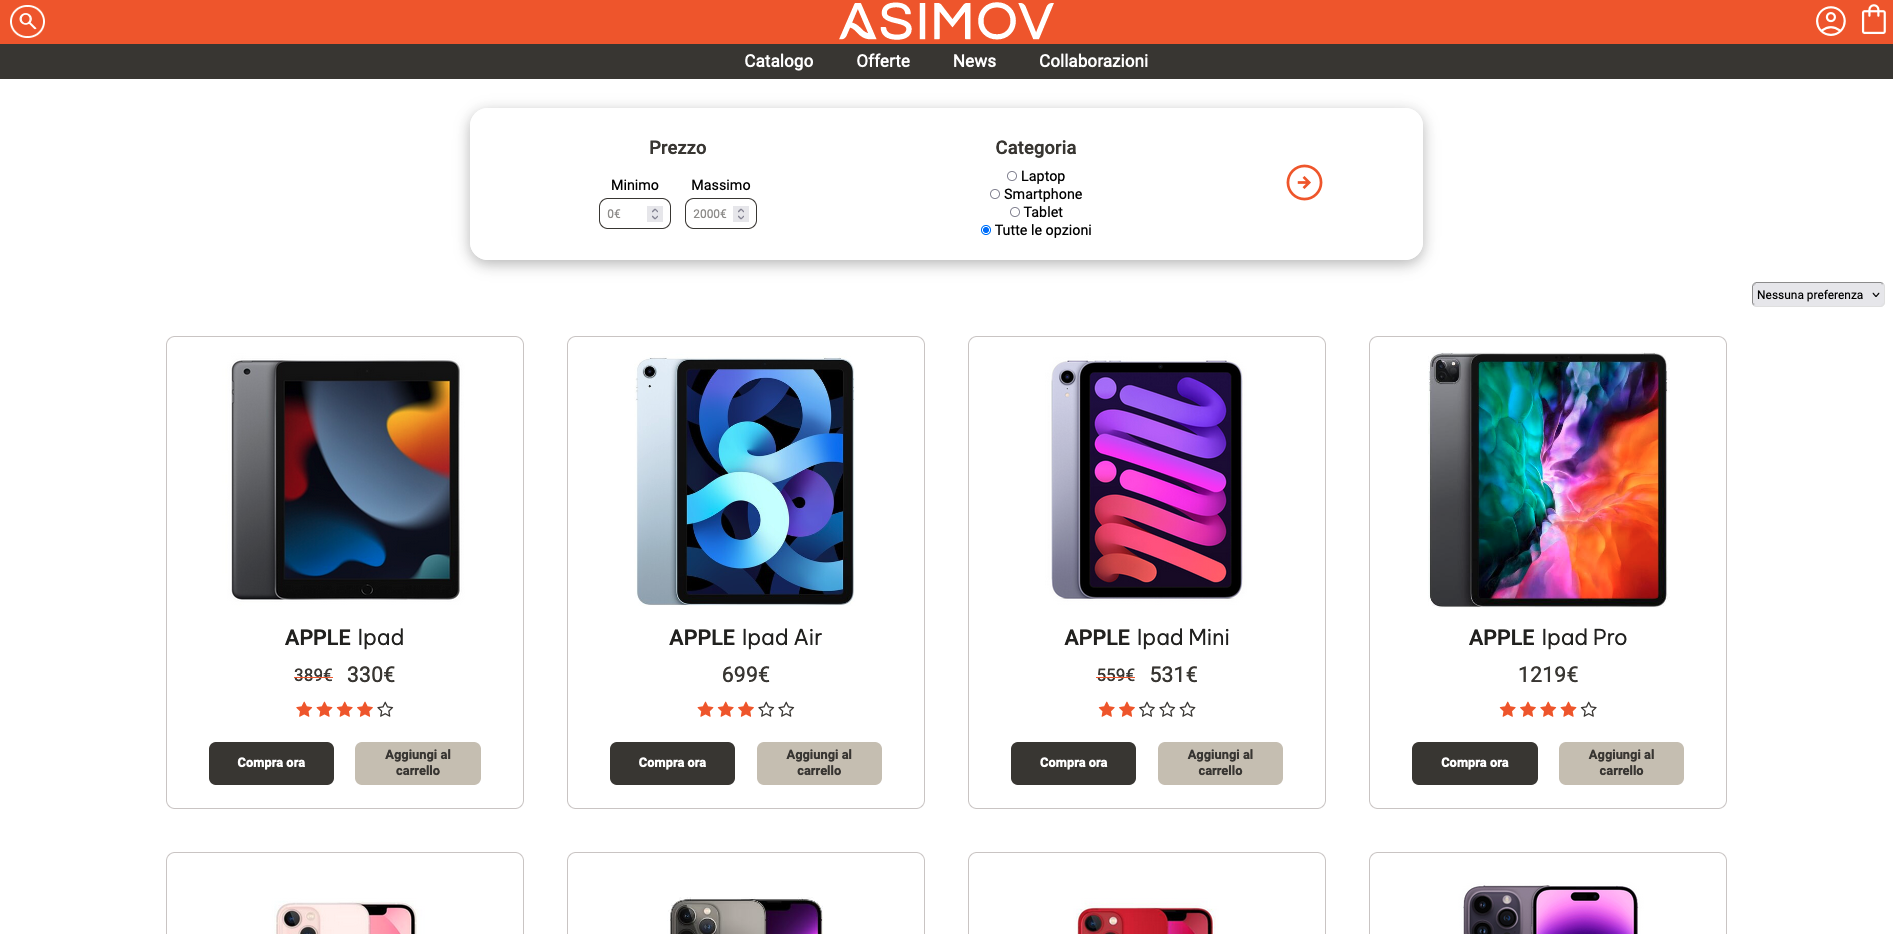 ASIMOV
Catalogo Offerte News Collaborazioni
Prezzo
Minimo Massimo
0€ 2000€
Categoria
Laptop
Smartphone
Tablet
Tutte le opzioni
Nessuna preferenza
APPLE Ipad
389€ 330€
Compra ora
Aggiungi al
carrello
APPLE Ipad Air
699€
Compra ora
Aggiungi al
carrello
APPLE Ipad Mini
559€ 531€
Compra ora
Aggiungi al
carrello
APPLE Ipad Pro
1219€
Compra ora
Aggiungi al
carrello